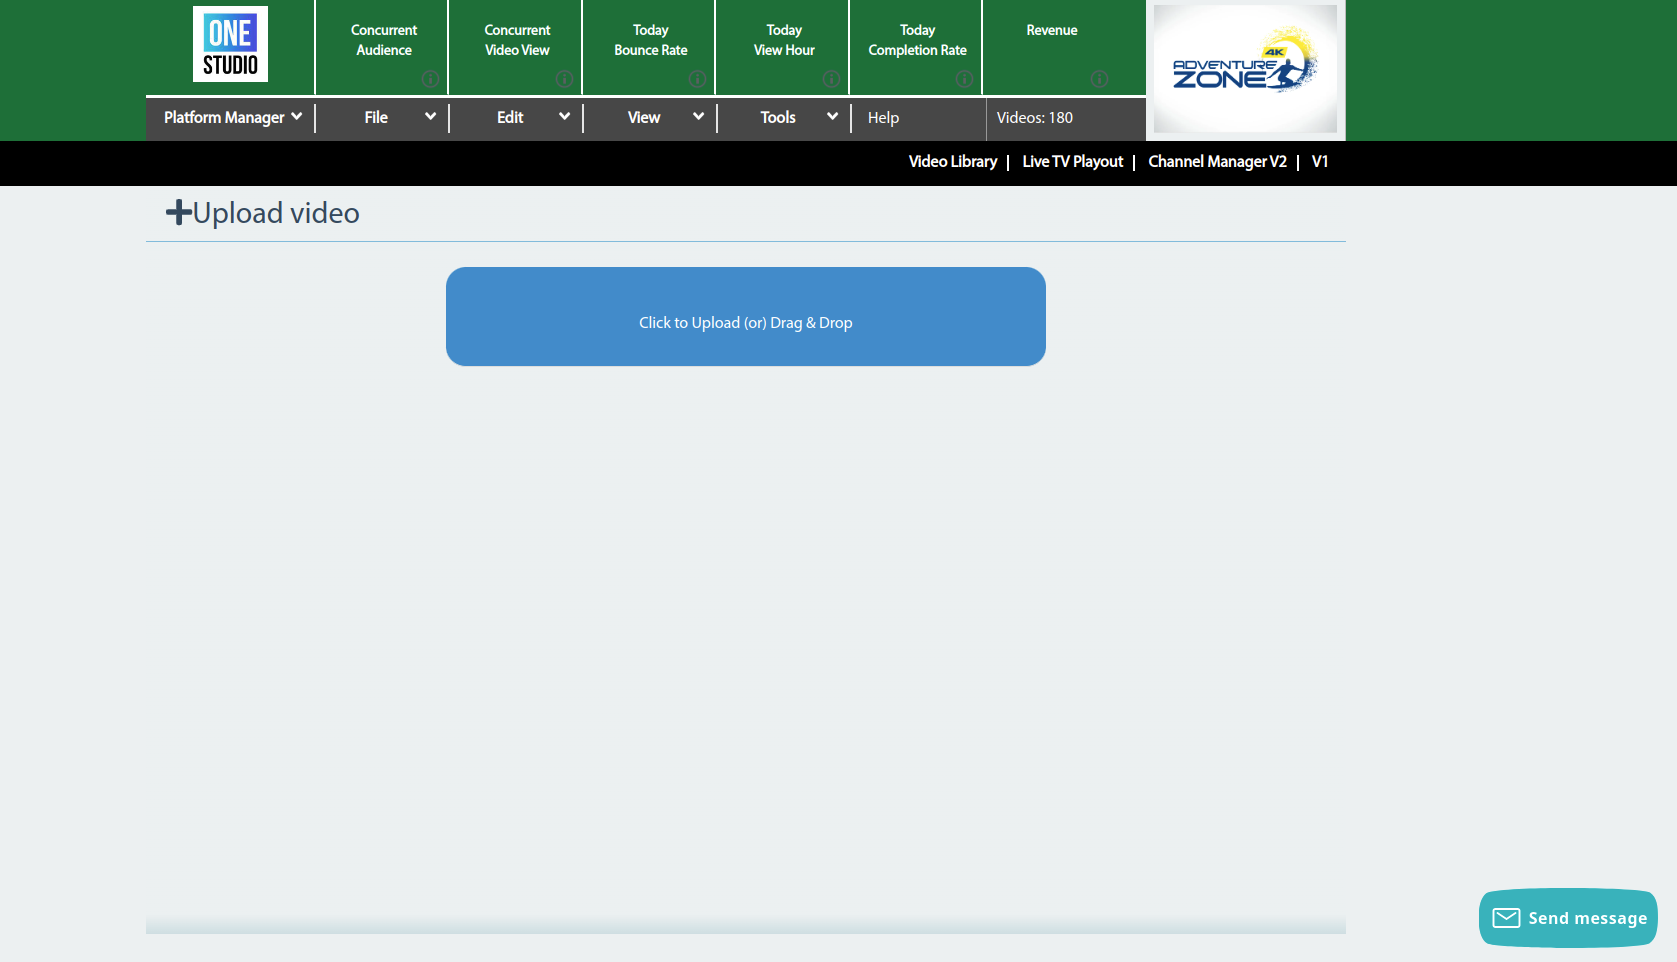 ONE
STUDIO
Concurrent
Audience
Concurrent
Video View
Today
Bounce Rate
Today
View Hour
Today
Completion Rate
Revenue
4K
ADVENTURE
ZONE
Platform Manager
File
Edit
View
Tools
Help
Videos: 180
Video Library | Live TV Playout | Channel Manager V2 | V1
Upload video
Click to Upload (or) Drag & Drop
Send message